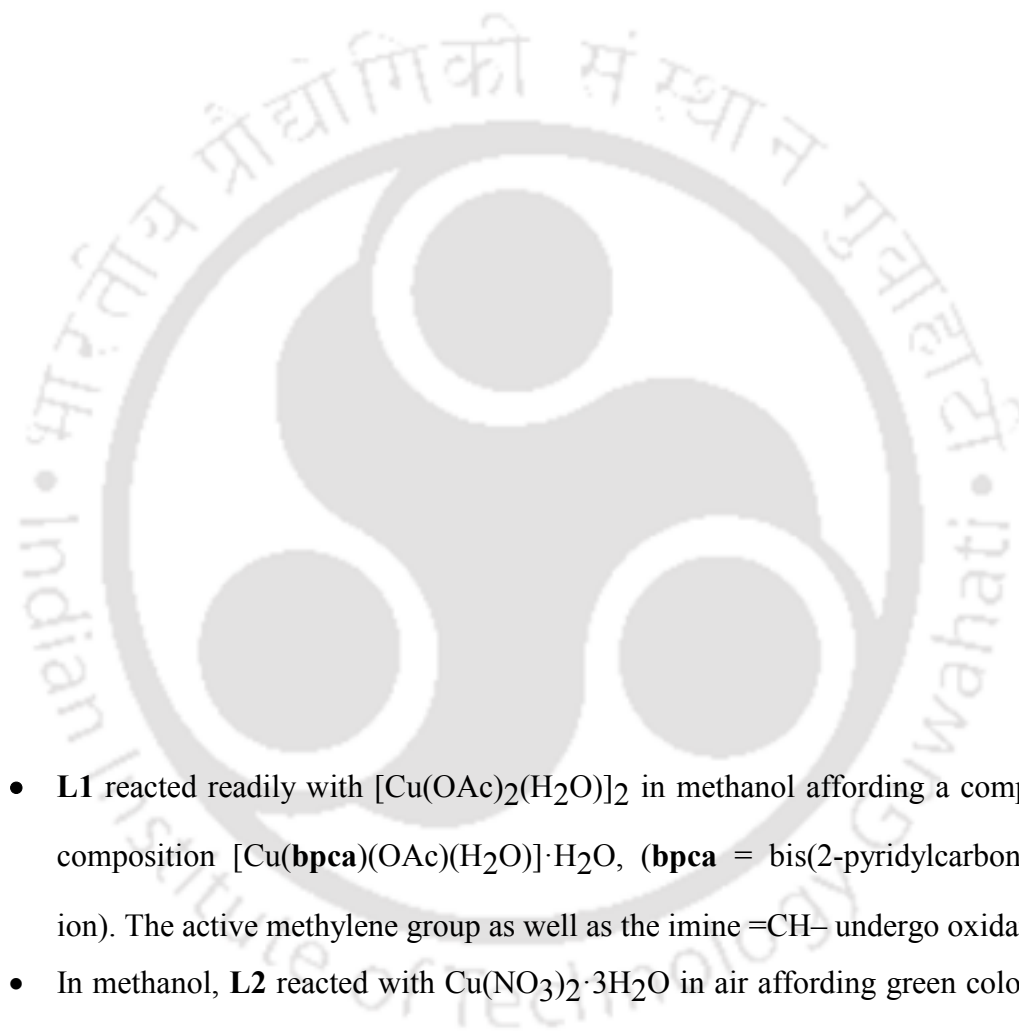 भारतीय प्रौद्योगिकी संस्थान गुवाहाटी
Indian Institute of Technology Guwahati
• L1 reacted readily with [Cu(OAc)2(H2O)]2 in methanol affording a comp
composition [Cu(bpca)(OAc)(H2O)]·H2O, (bpca = bis(2-pyridylcarbon
ion). The active methylene group as well as the imine =CH– undergo oxida
• In methanol, L2 reacted with Cu(NO3)2·3H2O in air affording green colo